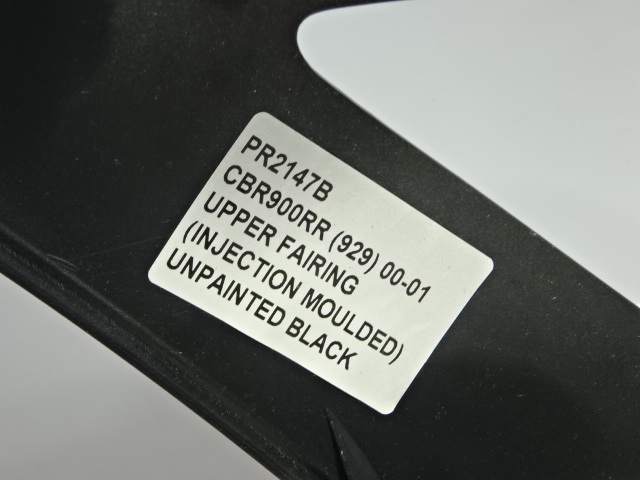 PR2147B
CBR900RR (929) 00-01
UPPER FAIRING
(INJECTION MOULDED)
UNPAINTED BLACK